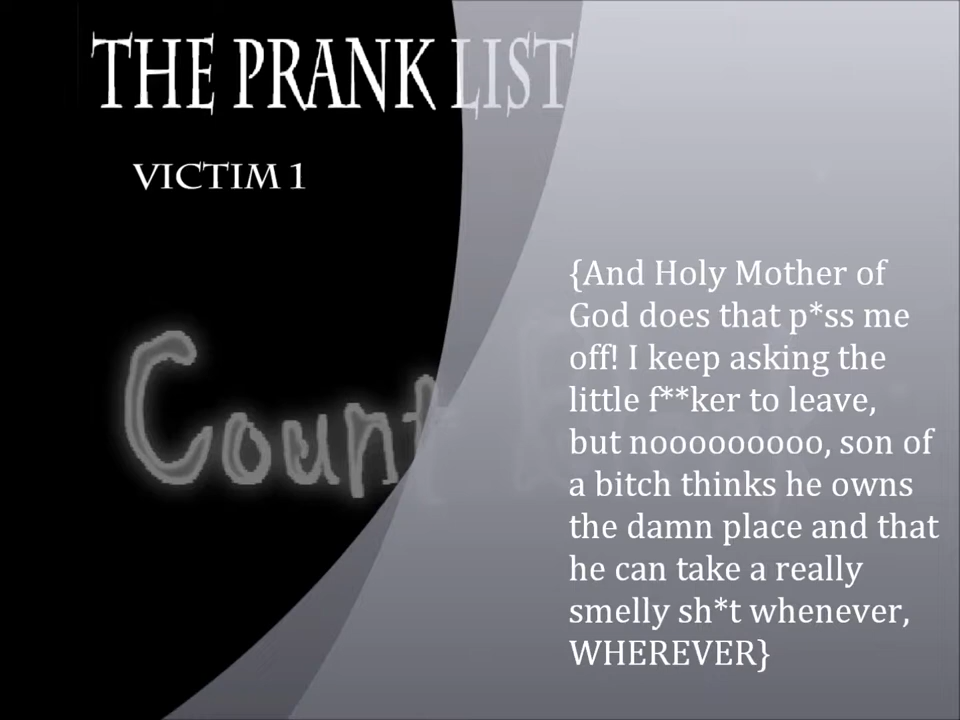 THE PRANK LIST
VICTIM 1
Count
{And Holy Mother of
God does that p*ss me
off! I keep asking the
little f**ker to leave,
but nooooooooo, son of
a bitch thinks he owns
the damn place and that
he can take a really
smelly sh*t whenever,
WHEREVER}